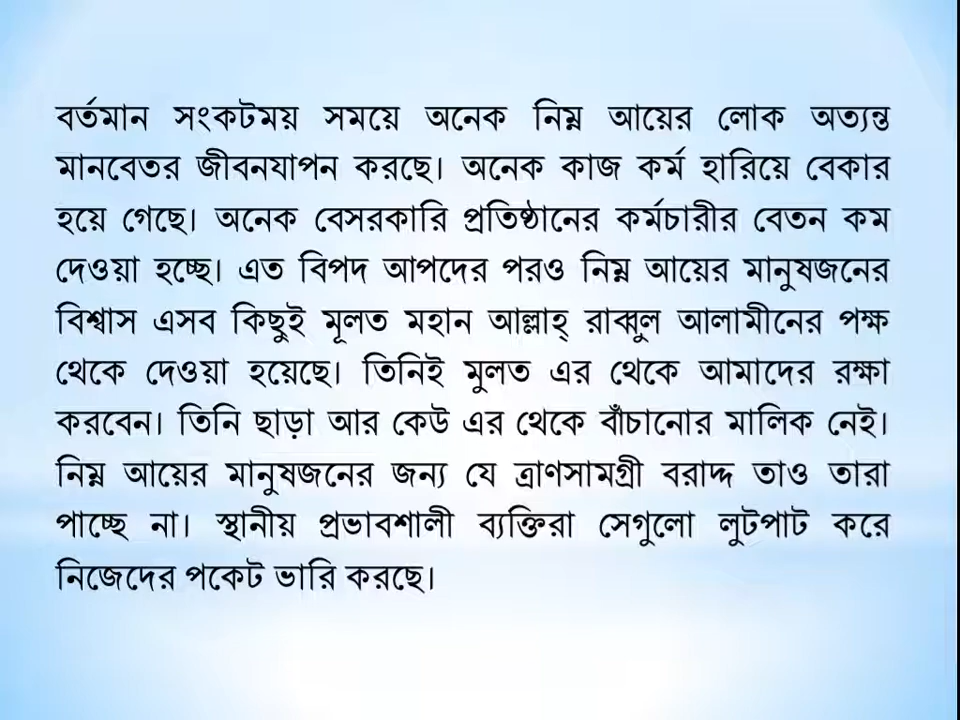 বর্তমান সংকটময় সময়ে অনেক নিম্ন আয়ের লোক অত্যন্ত
মানবেতর জীবনযাপন করছে। অনেক কাজ কর্ম হারিয়ে বেকার
হয়ে গেছে। অনেক বেসরকারি প্রতিষ্ঠানের কর্মচারীর বেতন কম
দেওয়া হচ্ছে। এত বিপদ আপদের পরও নিম্ন আয়ের মানুষজনের
বিশ্বাস এসব কিছুই মূলত মহান আল্লাহ্ রাব্বুল আলামীনের পক্ষ
থেকে দেওয়া হয়েছে। তিনিই মুলত এর থেকে আমাদের রক্ষা
করবেন। তিনি ছাড়া আর কেউ এর থেকে বাঁচানোর মালিক নেই।
নিম্ন আয়ের মানুষজনের জন্য যে ত্রাণসামগ্রী বরাদ্দ তাও তারা
পাচ্ছে না। স্থানীয় প্রভাবশালী ব্যক্তিরা সেগুলো লুটপাট করে
নিজেদের পকেট ভারি করছে।